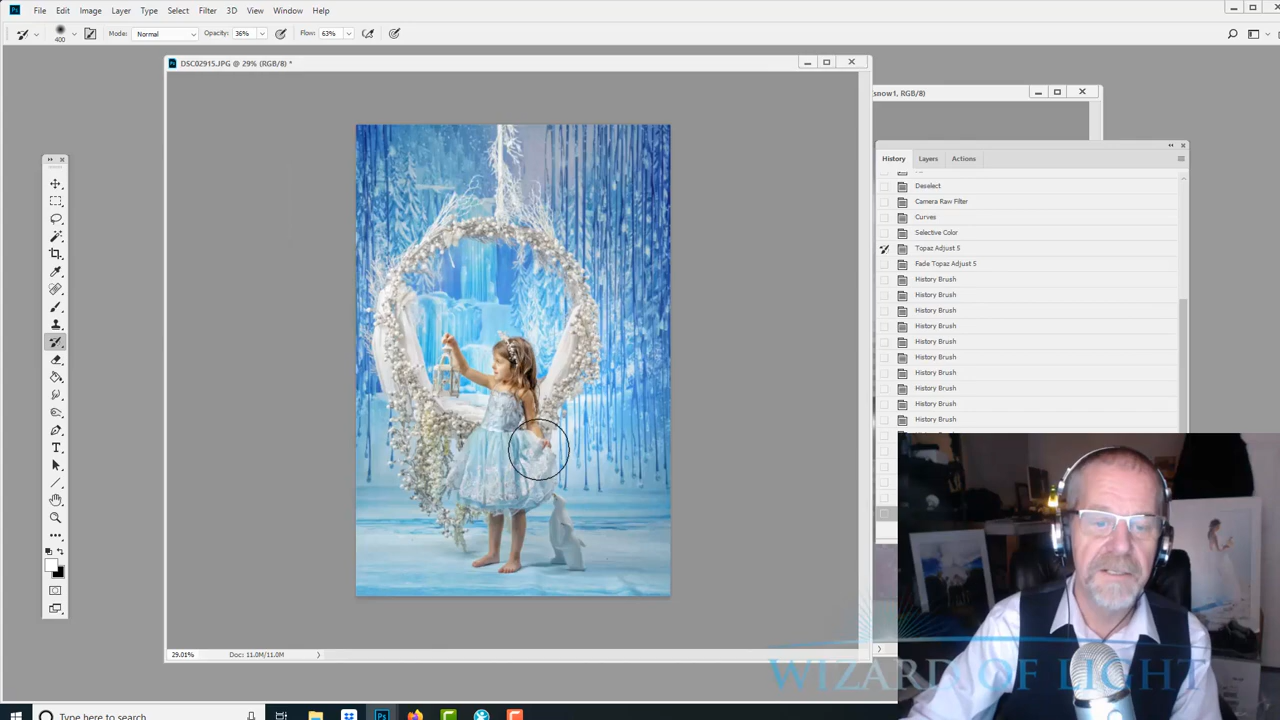 Ps File Edit Image Layer Type Select Filter 3D View Window Help
400 Mode: Normal Opacity: 36% Flow: 63%
DSC02915.JPG @ 29% (RGB/8) *
(snow1, RGB/8)
History Layers Actions
Deselect
Camera Raw Filter
Curves
Selective Color
Topaz Adjust 5
Fade Topaz Adjust 5
History Brush
History Brush
History Brush
History Brush
History Brush
History Brush
History Brush
History Brush
History Brush
History Brush
29.01% Doc: 11.0M/11.0M
WIZARD OF LIGHT
Type here to search